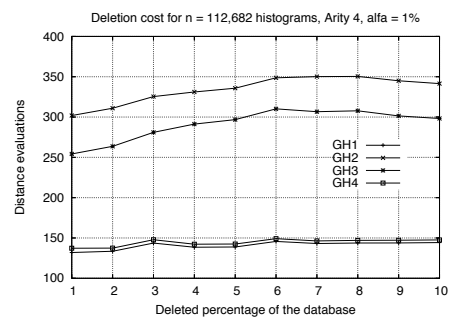 Deletion cost for n = 112,682 histograms, Arity 4, alfa = 1%
400
350
300
250
200
150
100
Distance evaluations
GH1
GH2
GH3
GH4
1 2 3 4 5 6 7 8 9 10
Deleted percentage of the database